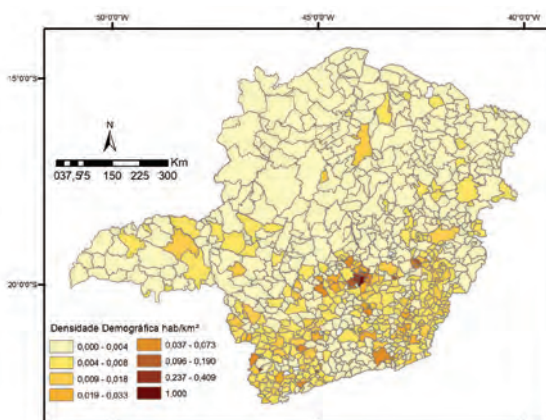 50°0'0"W 45°0'0"W 40°0'0"W
15°0'0"S
N
Km
037,575 150 225 300
20°0'0"S
Densidade Demográfica hab/km²
0,000 - 0,004 0,037 - 0,073
0,004 - 0,008 0,096 - 0,190
0,009 - 0,018 0,237 - 0,409
0,019 - 0,033 1,000